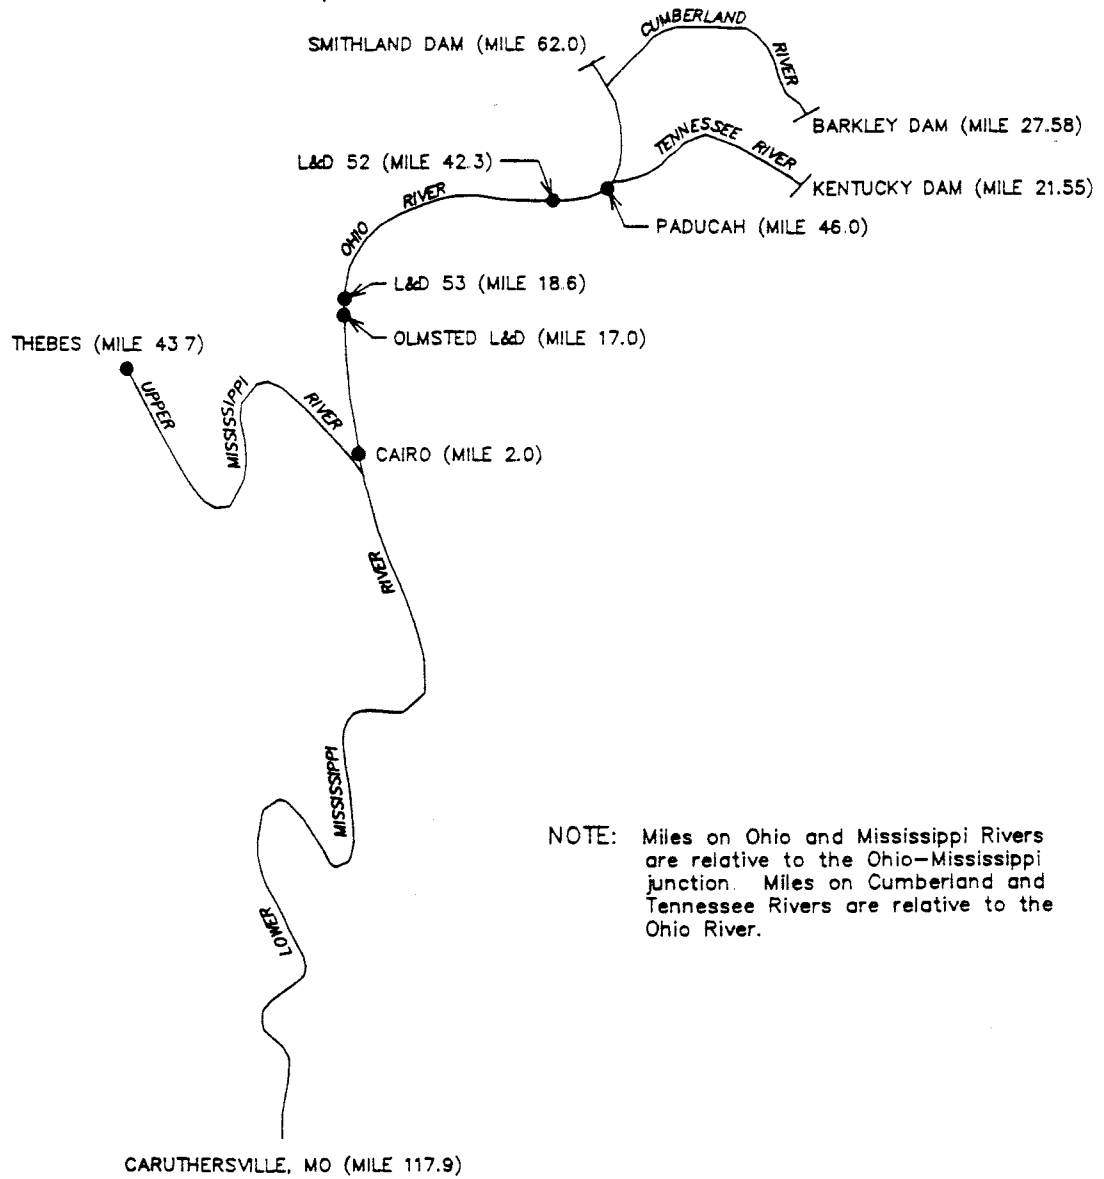 CUMBERLAND
RIVER
SMITHLAND DAM (MILE 62.0)
BARKLEY DAM (MILE 27.58)
TENNESSEE RIVER
L&D 52 (MILE 42.3)
KENTUCKY DAM (MILE 21.55)
OHIO RIVER
PADUCAH (MILE 46.0)
L&D 53 (MILE 18.6)
OLMSTED L&D (MILE 17.0)
THEBES (MILE 43 7)
UPPER MISSISSIPPI RIVER
CAIRO (MILE 2.0)
RIVER
MISSISSIPPI
LOWER
NOTE: Miles on Ohio and Mississippi Rivers
are relative to the Ohio-Mississippi
junction. Miles on Cumberland and
Tennessee Rivers are relative to the
Ohio River.
CARUTHERSVILLE, MO (MILE 117.9)